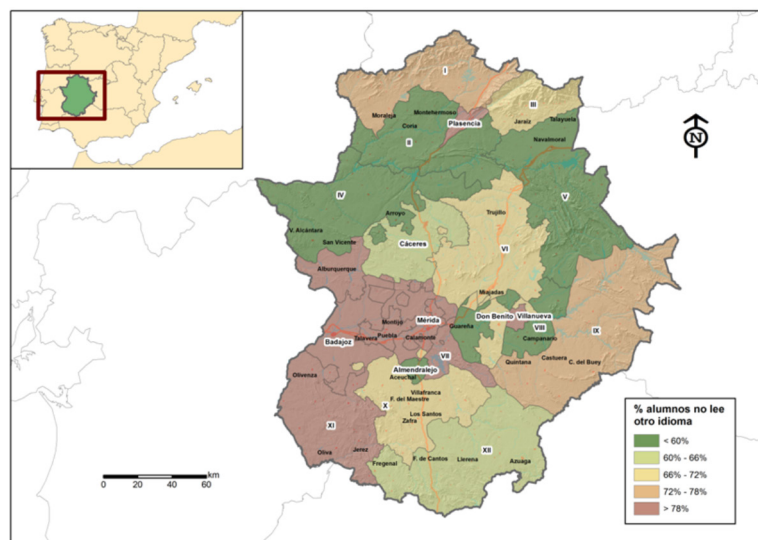 I
III
Moraleja
Montehermoso
Plasencia
Jaraíz
Talayuela
Coria
II
Navalmoral
N
IV
V
Arroyo
Trujillo
V. Alcántara
San Vicente
Cáceres
VI
Alburquerque
Miajadas
Montijo
Mérida
Don Benito
Villanueva
Guareña
VIII
IX
Badajoz
Talavera
Puebla
Calamonte
Campanario
VII
Castuera
Quintana
C. del Buey
Almendralejo
Aceuchal
Olivenza
Villafranca
X
F. del Maestre
Los Santos
Zafra
XI
Oliva
Jerez
XII
Fregenal
F. de Cantos
Llerena
Azuaga
km
0
20
40
60
% alumnos no lee
otro idioma
< 60%
60% - 66%
66% - 72%
72% - 78%
> 78%